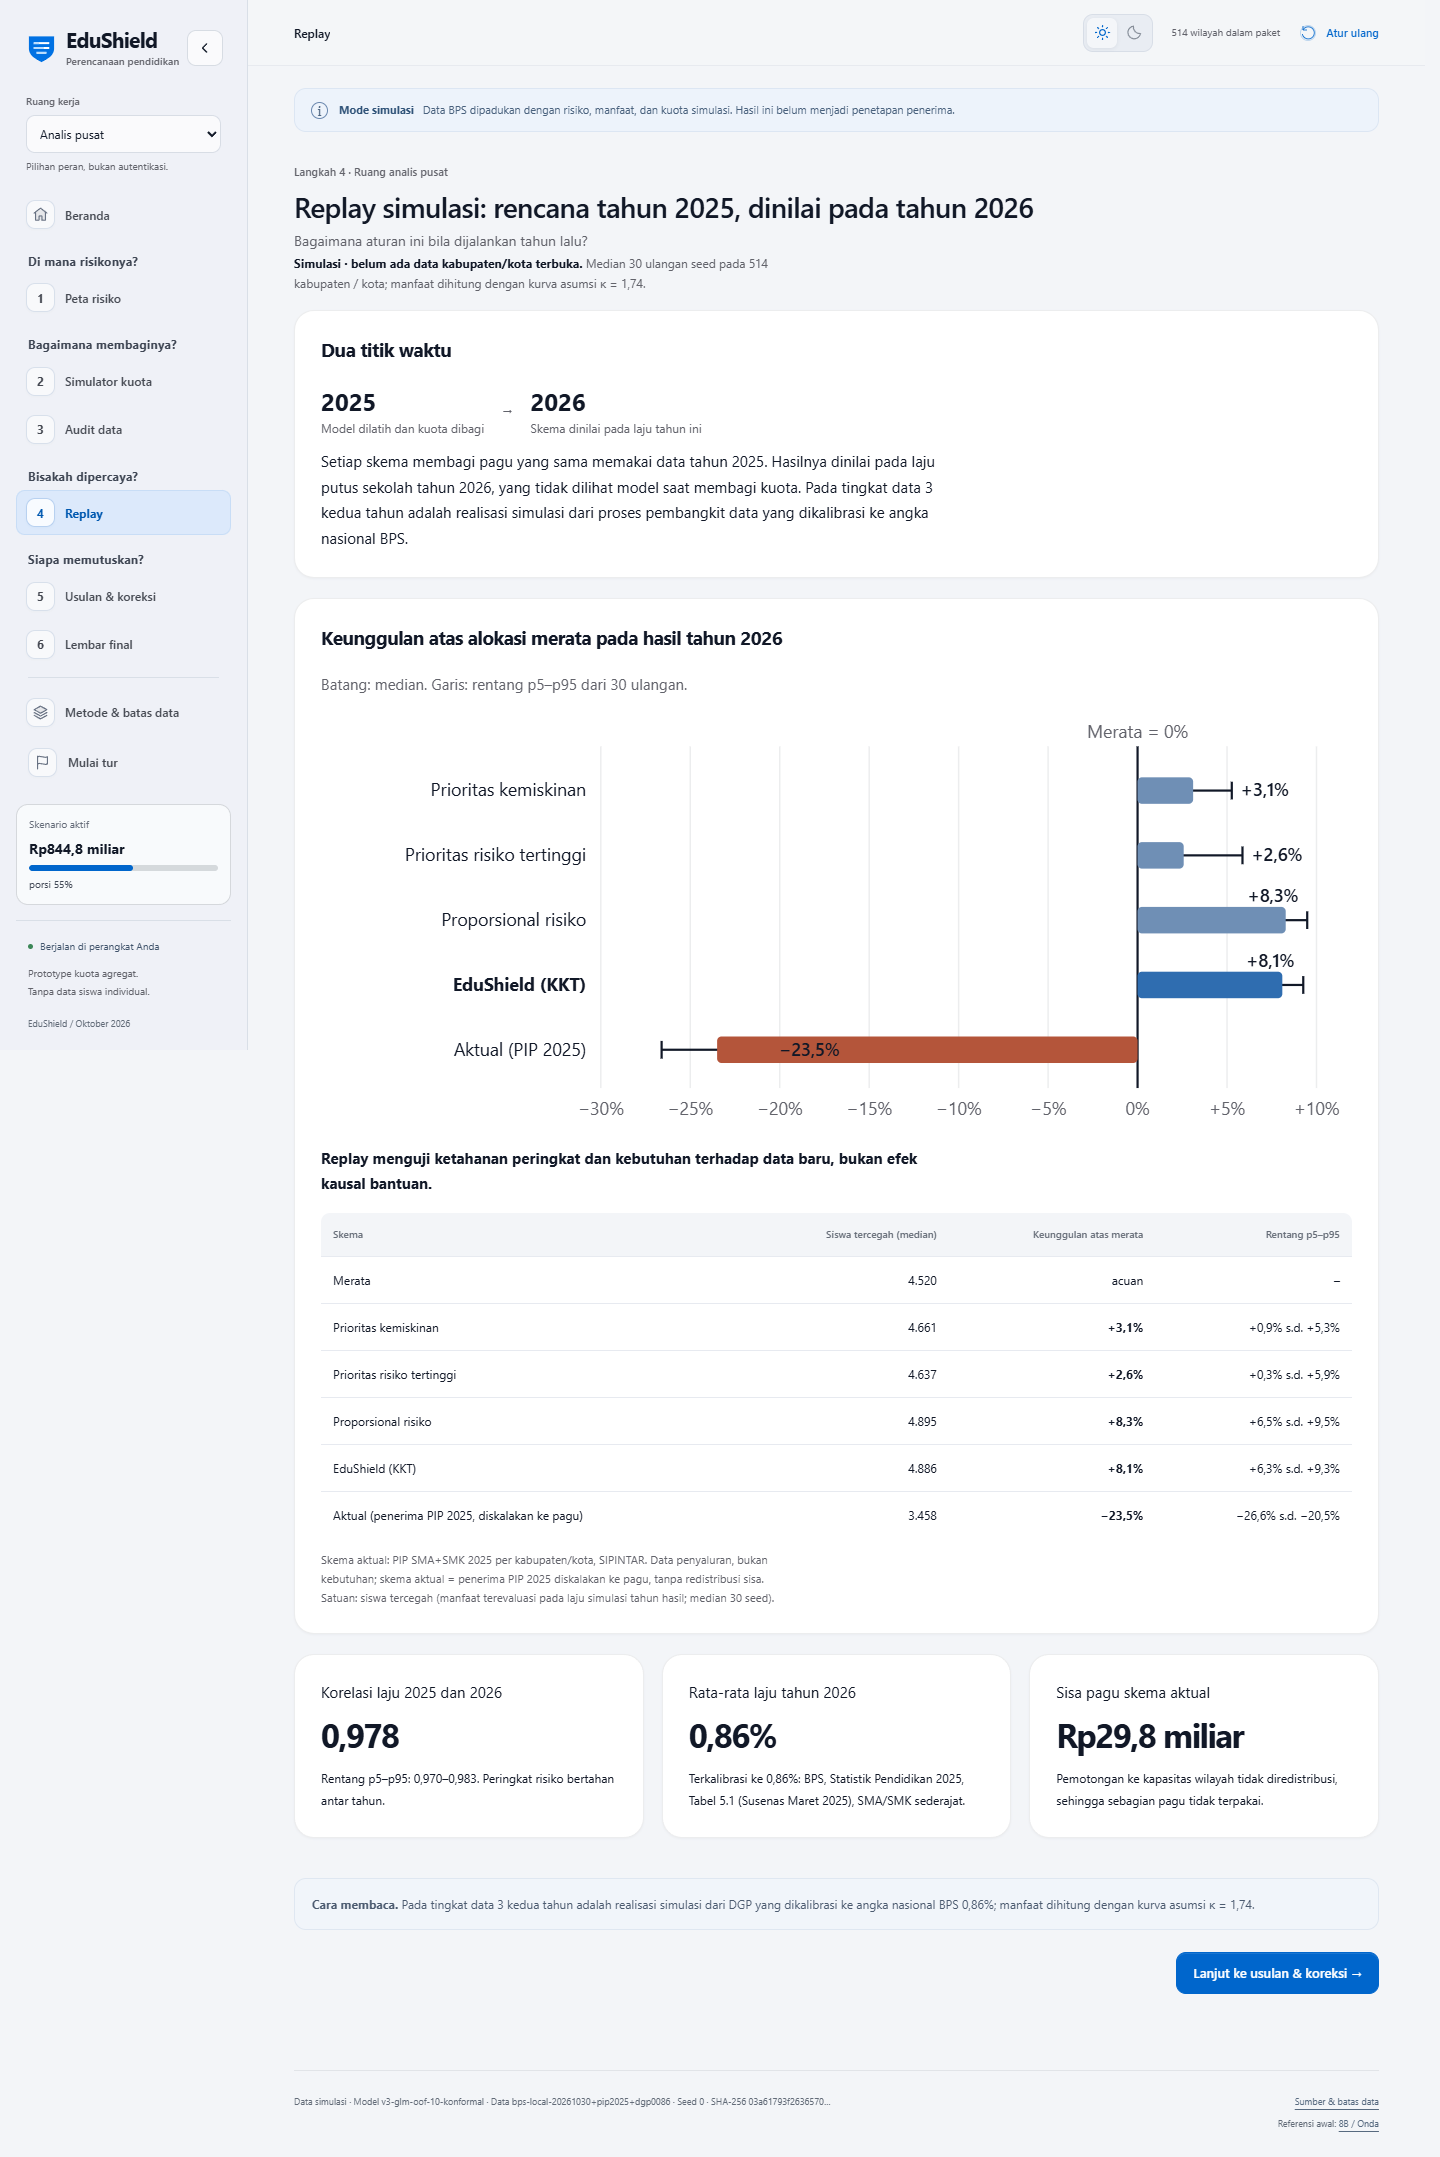 EduShield
Perencanaan pendidikan
Ruang kerja
Analis pusat
Pilihan peran, bukan autentikasi.
Beranda
Di mana risikonya?
1 Peta risiko
Bagaimana membaginya?
2 Simulator kuota
3 Audit data
Bisakah dipercaya?
4 Replay
Siapa memutuskan?
5 Usulan & koreksi
6 Lembar final
Metode & batas data
Mulai tur
Skenario aktif
Rp844,8 miliar
porsi 55%
Berjalan di perangkat Anda
Prototype kuota agregat.
Tanpa data siswa individual.
EduShield / Oktober 2026
Replay
514 wilayah dalam paket
Atur ulang
Mode simulasi Data BPS dipadukan dengan risiko, manfaat, dan kuota simulasi. Hasil ini belum menjadi penetapan penerima.
Langkah 4 · Ruang analis pusat
Replay simulasi: rencana tahun 2025, dinilai pada tahun 2026
Bagaimana aturan ini bila dijalankan tahun lalu?
Simulasi · belum ada data kabupaten/kota terbuka. Median 30 ulangan seed pada 514
kabupaten / kota; manfaat dihitung dengan kurva asumsi κ = 1,74.
Dua titik waktu
2025 → 2026
Model dilatih dan kuota dibagi Skema dinilai pada laju tahun ini
Setiap skema membagi pagu yang sama memakai data tahun 2025. Hasilnya dinilai pada laju
putus sekolah tahun 2026, yang tidak dilihat model saat membagi kuota. Pada tingkat data 3
kedua tahun adalah realisasi simulasi dari proses pembangkit data yang dikalibrasi ke angka
nasional BPS.
Keunggulan atas alokasi merata pada hasil tahun 2026
Batang: median. Garis: rentang p5–p95 dari 30 ulangan.
Merata = 0%
Prioritas kemiskinan +3,1%
Prioritas risiko tertinggi +2,6%
Proporsional risiko +8,3%
EduShield (KKT) +8,1%
Aktual (PIP 2025) −23,5%
−30% −25% −20% −15% −10% −5% 0% +5% +10%
Replay menguji ketahanan peringkat dan kebutuhan terhadap data baru, bukan efek
kausal bantuan.
Skema Siswa tercegah (median) Keunggulan atas merata Rentang p5–p95
Merata 4.520 acuan –
Prioritas kemiskinan 4.661 +3,1% +0,9% s.d. +5,3%
Prioritas risiko tertinggi 4.637 +2,6% +0,3% s.d. +5,9%
Proporsional risiko 4.895 +8,3% +6,5% s.d. +9,5%
EduShield (KKT) 4.886 +8,1% +6,3% s.d. +9,3%
Aktual (penerima PIP 2025, diskalakan ke pagu) 3.458 −23,5% −26,6% s.d. −20,5%
Skema aktual: PIP SMA+SMK 2025 per kabupaten/kota, SIPINTAR. Data penyaluran, bukan
kebutuhan; skema aktual = penerima PIP 2025 diskalakan ke pagu, tanpa redistribusi sisa.
Satuan: siswa tercegah (manfaat terevaluasi pada laju simulasi tahun hasil; median 30 seed).
Korelasi laju 2025 dan 2026
0,978
Rentang p5–p95: 0,970–0,983. Peringkat risiko bertahan
antar tahun.
Rata-rata laju tahun 2026
0,86%
Terkalibrasi ke 0,86%: BPS, Statistik Pendidikan 2025,
Tabel 5.1 (Susenas Maret 2025), SMA/SMK sederajat.
Sisa pagu skema aktual
Rp29,8 miliar
Pemotongan ke kapasitas wilayah tidak diredistribusi,
sehingga sebagian pagu tidak terpakai.
Cara membaca. Pada tingkat data 3 kedua tahun adalah realisasi simulasi dari DGP yang dikalibrasi ke angka nasional BPS 0,86%; manfaat dihitung dengan kurva asumsi κ = 1,74.
Lanjut ke usulan & koreksi →
Data simulasi · Model v3-glm-oof-10-konformal · Data bps-local-20261030+pip2025+dgp0086 · Seed 0 · SHA-256 03a61793f2636570...
Sumber & batas data
Referensi awal: 8B / Onda